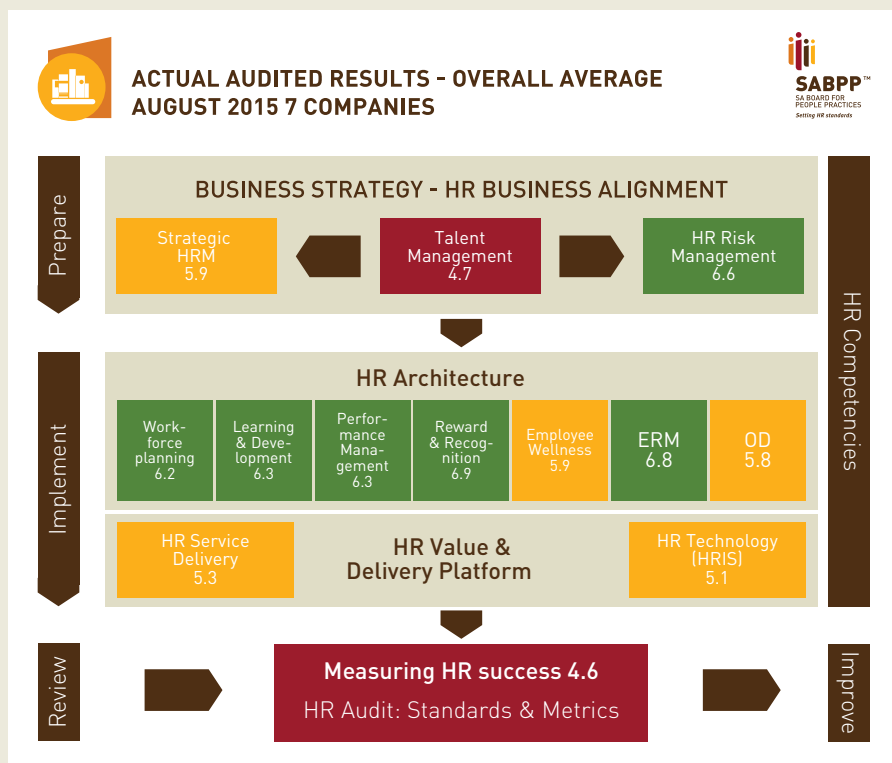 ACTUAL AUDITED RESULTS - OVERALL AVERAGE
AUGUST 2015 7 COMPANIES
SABPP™
SA BOARD FOR
PEOPLE PRACTICES
Setting HR standards
Prepare
BUSINESS STRATEGY - HR BUSINESS ALIGNMENT
Strategic
HRM
5.9
Talent
Management
4.7
HR Risk
Management
6.6
HR Competencies
Implement
HR Architecture
Work-
force
planning
6.2
Learning
& Deve-
lopment
6.3
Perfor-
mance
Mana-
gement
6.3
Reward
& Recog-
nition
6.9
Employee
Wellness
5.9
ERM
6.8
OD
5.8
HR Service
Delivery
5.3
HR Value &
Delivery Platform
HR Technology
(HRIS)
5.1
Review
Measuring HR success 4.6
HR Audit: Standards & Metrics
Improve